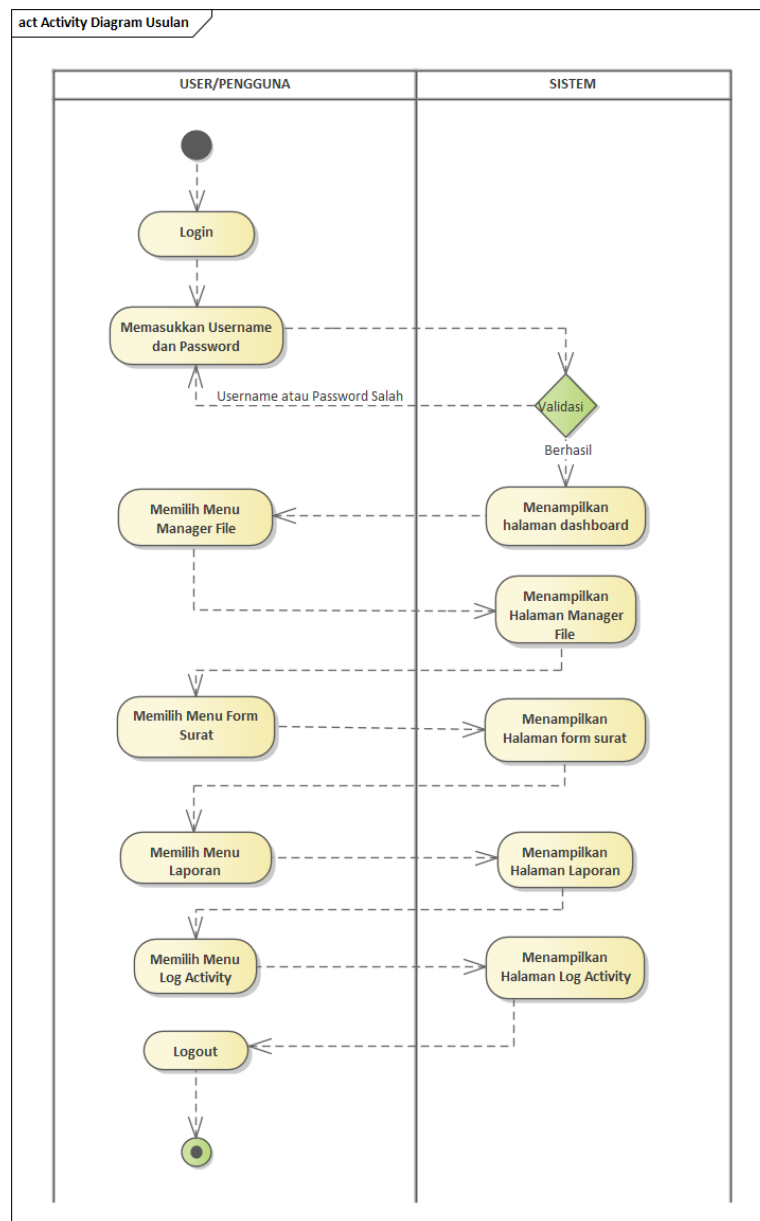 act Activity Diagram Usulan
USER/PENGGUNA
SISTEM
Login
Memasukkan Username
dan Password
Username atau Password Salah
Validasi
Berhasil
Memilih Menu
Manager File
Menampilkan
halaman dashboard
Menampilkan
Halaman Manager
File
Memilih Menu Form
Surat
Menampilkan
Halaman form surat
Memilih Menu
Laporan
Menampilkan
Halaman Laporan
Memilih Menu
Log Activity
Menampilkan
Halaman Log Activity
Logout